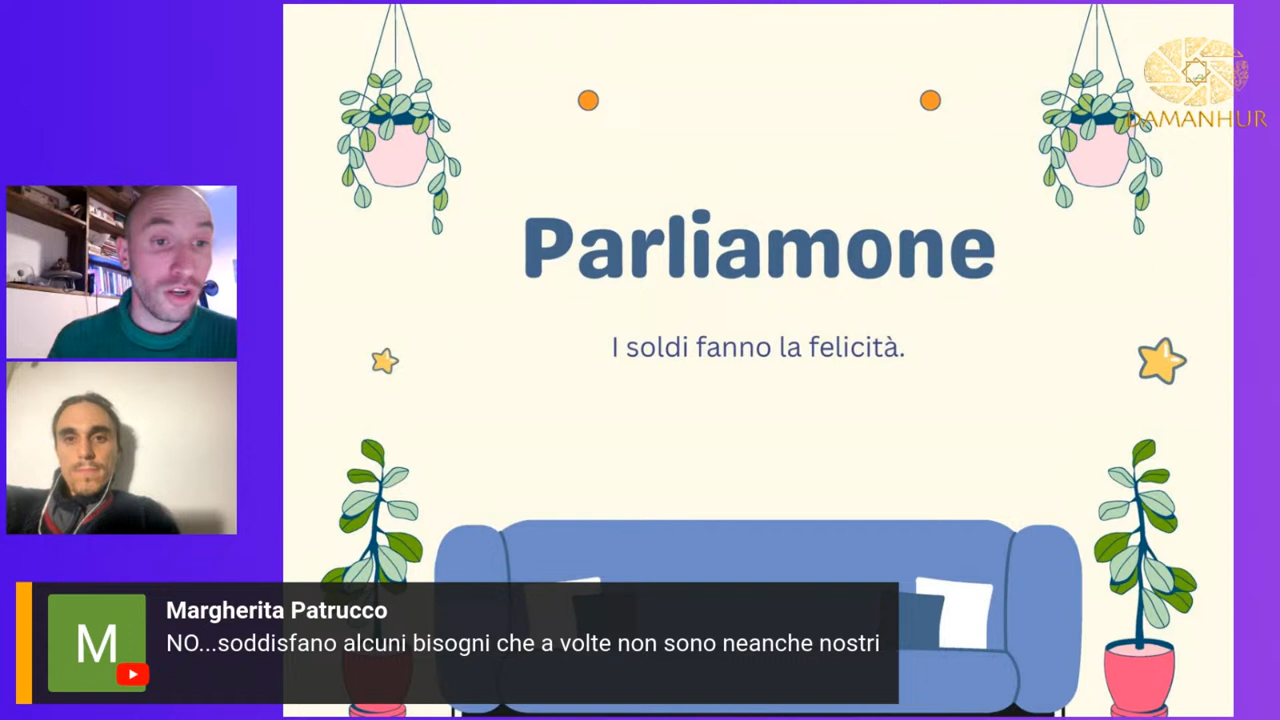 DAMANHUR
Parliamone
I soldi fanno la felicità.
Margherita Patrucco
M
NO...soddisfano alcuni bisogni che a volte non sono neanche nostri